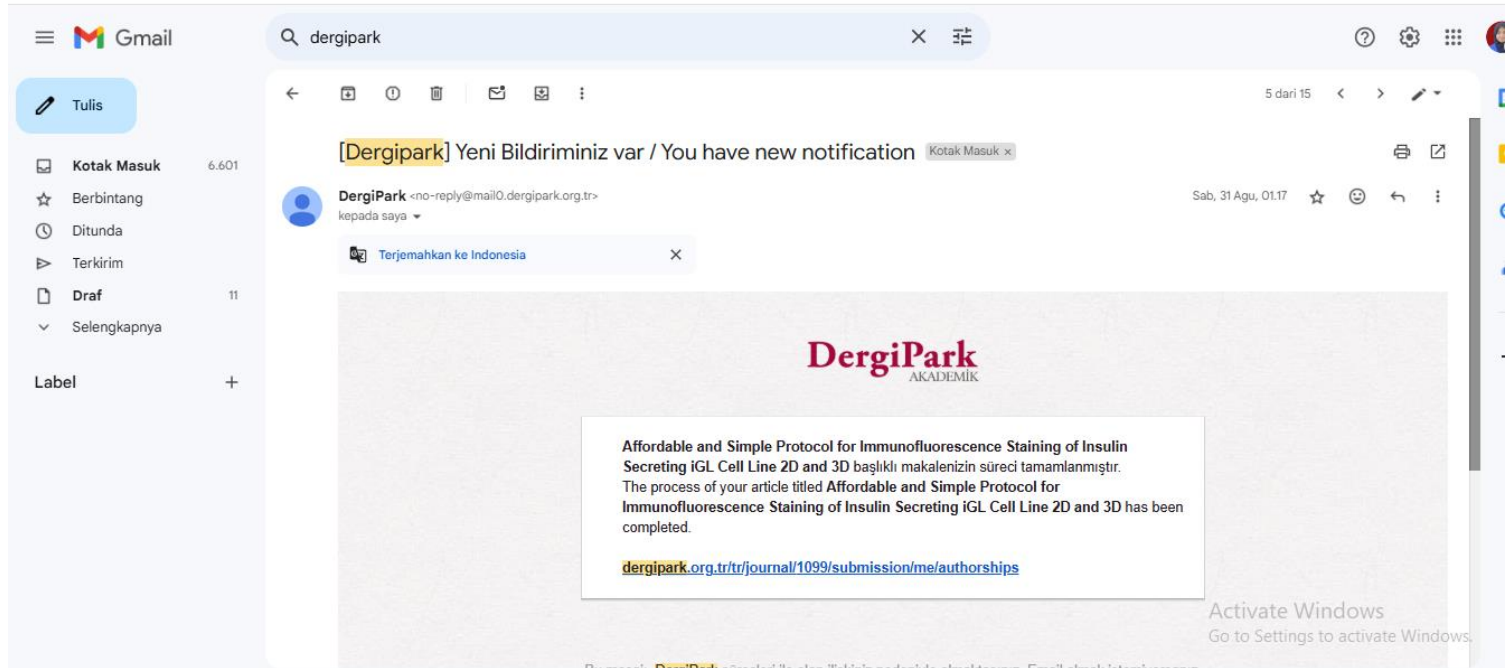 Gmail
dergipark
Tulis
5 dari 15
Kotak Masuk 6.601
Berbintang
Ditunda
Terkirim
Draf 11
Selengkapnya
Label
[Dergipark] Yeni Bildiriminiz var / You have new notification Kotak Masuk ×
DergiPark <no-reply@mail0.dergipark.org.tr>
Sab, 31 Agu, 01.17
kepada saya
Terjemahkan ke Indonesia
DergiPark
AKADEMİK
Affordable and Simple Protocol for Immunofluorescence Staining of Insulin
Secreting iGL Cell Line 2D and 3D başlıklı makalenizin süreci tamamlanmıştır.
The process of your article titled Affordable and Simple Protocol for
Immunofluorescence Staining of Insulin Secreting iGL Cell Line 2D and 3D has been
completed.
dergipark.org.tr/tr/journal/1099/submission/me/authorships
Activate Windows
Go to Settings to activate Windows.